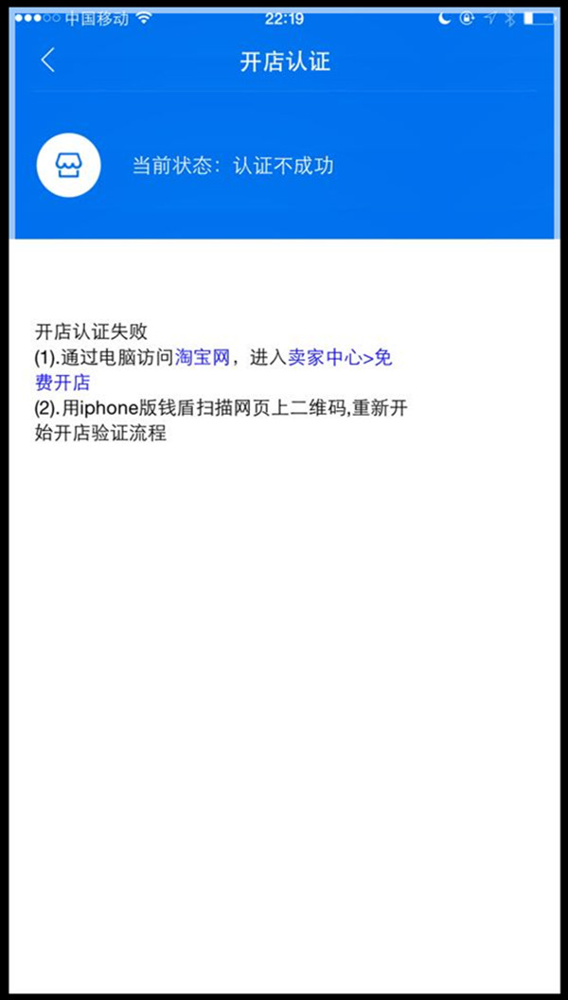 中国移动 22:19
开店认证
当前状态：认证不成功
开店认证失败
(1).通过电脑访问淘宝网，进入卖家中心>免
费开店
(2).用iphone版钱盾扫描网页上二维码,重新开
始开店验证流程